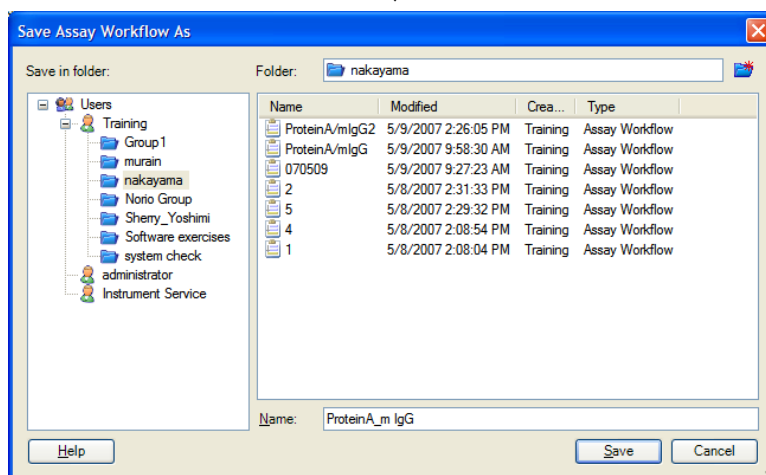 Save Assay Workflow As
Save in folder:
Folder: nakayama
Users
Training
Group1
murain
nakayama
Norio Group
Sherry_Yoshimi
Software exercises
system check
administrator
Instrument Service
Name Modified Crea... Type
ProteinA/mIgG2 5/9/2007 2:26:05 PM Training Assay Workflow
ProteinA/mIgG 5/9/2007 9:58:30 AM Training Assay Workflow
070509 5/9/2007 9:27:23 AM Training Assay Workflow
2 5/8/2007 2:31:33 PM Training Assay Workflow
5 5/8/2007 2:29:32 PM Training Assay Workflow
4 5/8/2007 2:08:54 PM Training Assay Workflow
1 5/8/2007 2:08:04 PM Training Assay Workflow
Name: ProteinA_m IgG
Help Save Cancel